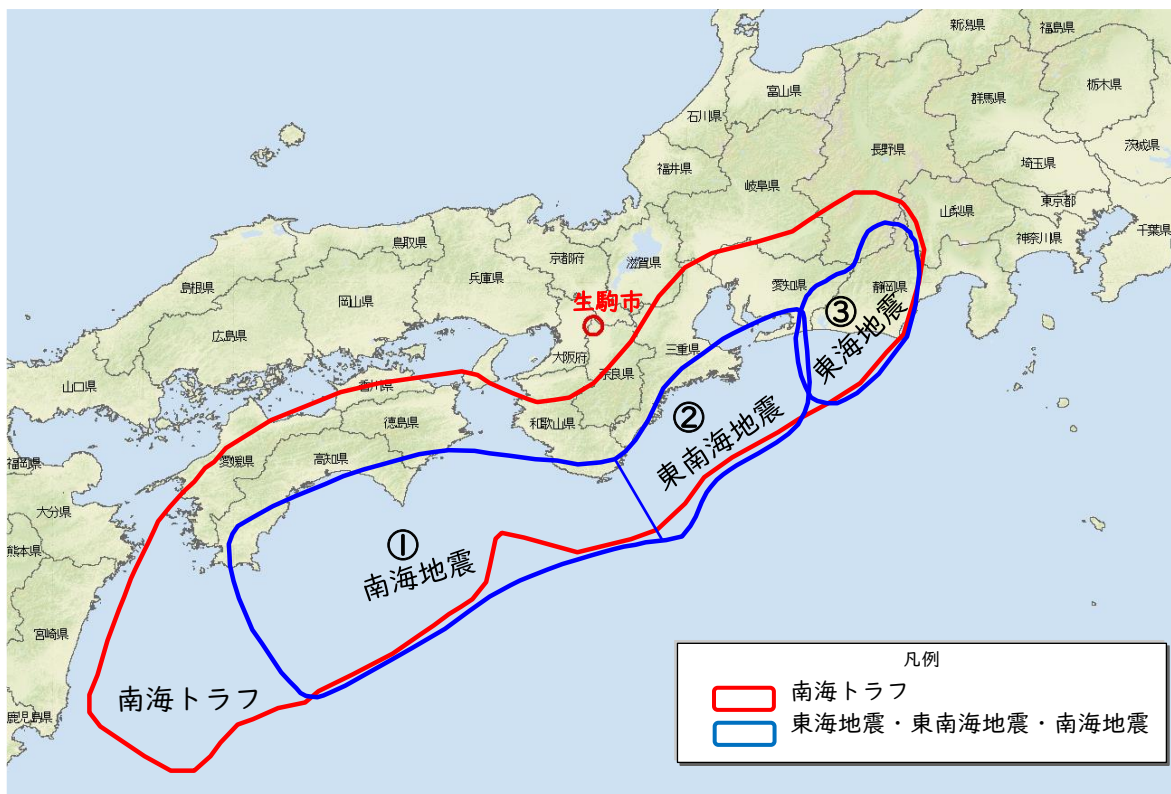 新潟県
福島県
栃木県
富山県
群馬県
石川県
長野県
茨城県
福井県
埼玉県
岐阜県
山梨県
東京都
神奈川県
千葉県
鳥取県
京都府
滋賀県
兵庫県
島根県
愛知県
静岡県
岡山県
生駒市
広島県
③
東海地震
大阪府
三重県
奈良県
山口県
香川県
②
東南海地震
徳島県
和歌山県
福岡県
愛媛県
高知県
大分県
①
南海地震
熊本県
宮崎県
南海トラフ
鹿児島県
凡例
南海トラフ
東海地震・東南海地震・南海地震